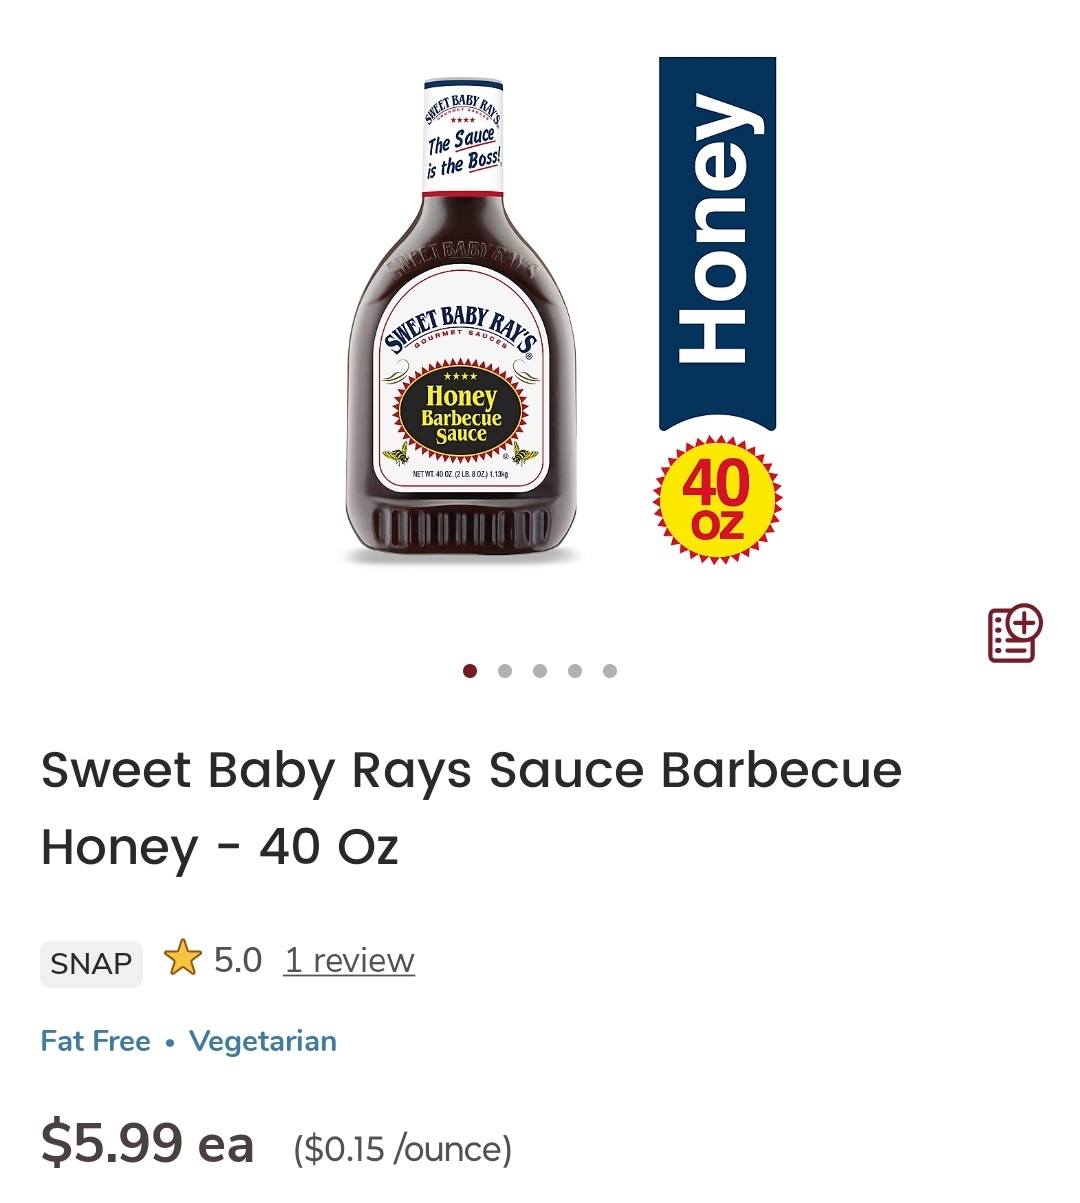 SWEET BABY RAY'S
GOURMET SAUCES
The Sauce
is the Boss!
SWEET BABY RAY'S
SWEET BABY RAY'S
GOURMET SAUCES
®
Honey
Barbecue
Sauce
®
NET WT. 40 OZ. (2 LB. 8 OZ.) 1.13kg
Honey
40
OZ
Sweet Baby Rays Sauce Barbecue
Honey - 40 Oz
SNAP 5.0 1 review
Fat Free • Vegetarian
$5.99 ea ($0.15 /ounce)